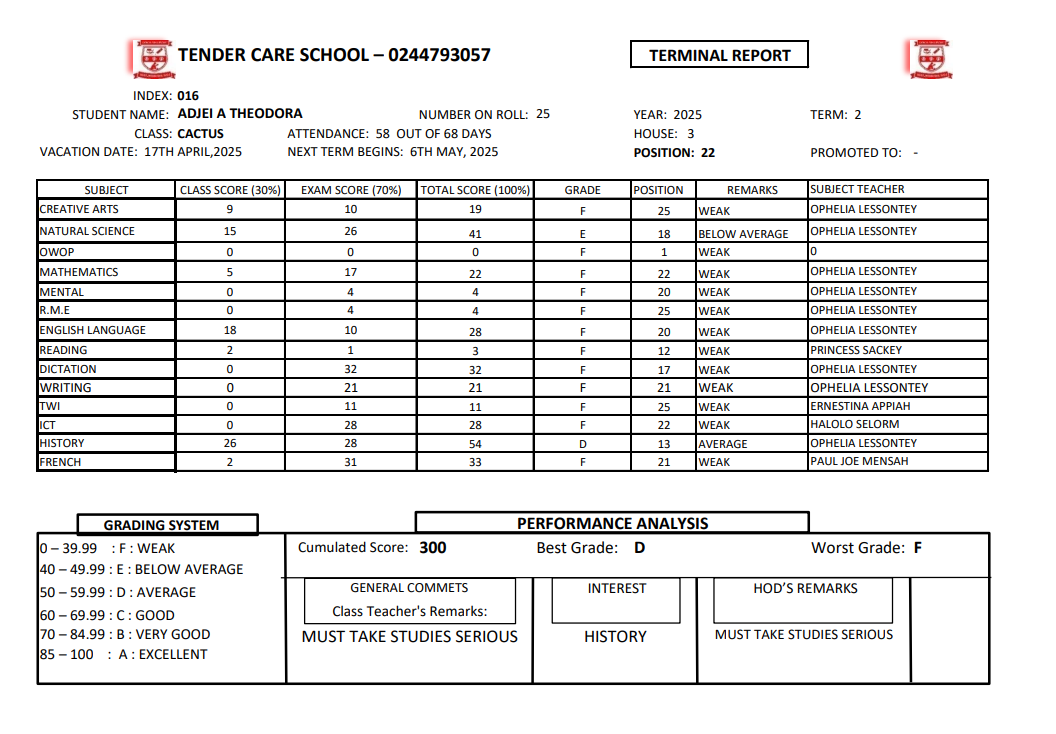 TENDER CARE SCHOOL – 0244793057 TERMINAL REPORT
INDEX: 016
STUDENT NAME: ADJEI A THEODORA NUMBER ON ROLL: 25 YEAR: 2025 TERM: 2
CLASS: CACTUS ATTENDANCE: 58 OUT OF 68 DAYS HOUSE: 3
VACATION DATE: 17TH APRIL,2025 NEXT TERM BEGINS: 6TH MAY, 2025 POSITION: 22 PROMOTED TO: -
SUBJECT CLASS SCORE (30%) EXAM SCORE (70%) TOTAL SCORE (100%) GRADE POSITION REMARKS SUBJECT TEACHER
CREATIVE ARTS 9 10 19 F 25 WEAK OPHELIA LESSONTEY
NATURAL SCIENCE 15 26 41 E 18 BELOW AVERAGE OPHELIA LESSONTEY
OWOP 0 0 0 F 1 WEAK 0
MATHEMATICS 5 17 22 F 22 WEAK OPHELIA LESSONTEY
MENTAL 0 4 4 F 20 WEAK OPHELIA LESSONTEY
R.M.E 0 4 4 F 25 WEAK OPHELIA LESSONTEY
ENGLISH LANGUAGE 18 10 28 F 20 WEAK OPHELIA LESSONTEY
READING 2 1 3 F 12 WEAK PRINCESS SACKEY
DICTATION 0 32 32 F 17 WEAK OPHELIA LESSONTEY
WRITING 0 21 21 F 21 WEAK OPHELIA LESSONTEY
TWI 0 11 11 F 25 WEAK ERNESTINA APPIAH
ICT 0 28 28 F 22 WEAK HALOLO SELORM
HISTORY 26 28 54 D 13 AVERAGE OPHELIA LESSONTEY
FRENCH 2 31 33 F 21 WEAK PAUL JOE MENSAH
GRADING SYSTEM
0 – 39.99 : F : WEAK
40 – 49.99 : E : BELOW AVERAGE
50 – 59.99 : D : AVERAGE
60 – 69.99 : C : GOOD
70 – 84.99 : B : VERY GOOD
85 – 100 : A : EXCELLENT
PERFORMANCE ANALYSIS
Cumulated Score: 300 Best Grade: D Worst Grade: F
GENERAL COMMETS
Class Teacher's Remarks:
MUST TAKE STUDIES SERIOUS
INTEREST
HISTORY
HOD'S REMARKS
MUST TAKE STUDIES SERIOUS